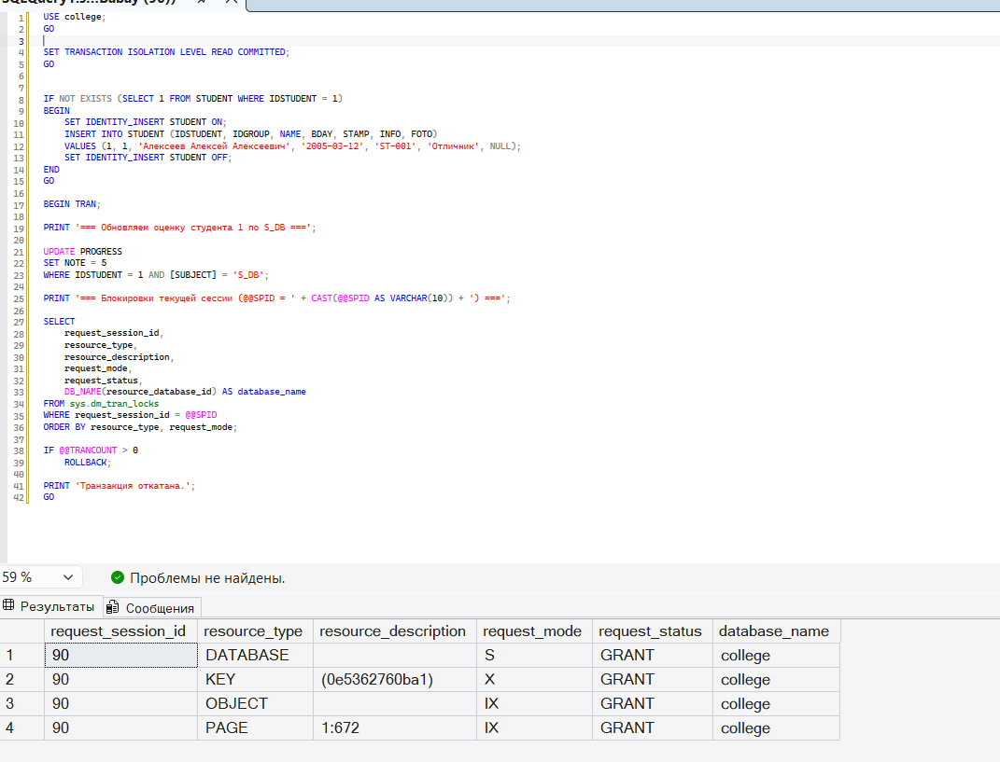 USE college;
GO
SET TRANSACTION ISOLATION LEVEL READ COMMITTED;
GO
IF NOT EXISTS (SELECT 1 FROM STUDENT WHERE IDSTUDENT = 1)
BEGIN
SET IDENTITY_INSERT STUDENT ON;
INSERT INTO STUDENT (IDSTUDENT, IDGROUP, NAME, BDAY, STAMP, INFO, FOTO)
VALUES (1, 1, 'Алексеев Алексей Алексеевич', '2005-03-12', 'ST-001', 'Отличник', NULL);
SET IDENTITY_INSERT STUDENT OFF;
END
GO
BEGIN TRAN;
PRINT '=== Обновляем оценку студента 1 по S_DB ===';
UPDATE PROGRESS
SET NOTE = 5
WHERE IDSTUDENT = 1 AND [SUBJECT] = 'S_DB';
PRINT '=== Блокировки текущей сессии (@@SPID = ' + CAST(@@SPID AS VARCHAR(10)) + ') ===';
SELECT
request_session_id,
resource_type,
resource_description,
request_mode,
request_status,
DB_NAME(resource_database_id) AS database_name
FROM sys.dm_tran_locks
WHERE request_session_id = @@SPID
ORDER BY resource_type, request_mode;
IF @@TRANCOUNT > 0
ROLLBACK;
PRINT 'Транзакция откатана.';
GO
59 % Проблемы не найдены.
Результаты Сообщения
request_session_id resource_type resource_description request_mode request_status database_name
1 90 DATABASE S GRANT college
2 90 KEY (0e5362760ba1) X GRANT college
3 90 OBJECT IX GRANT college
4 90 PAGE 1:672 IX GRANT college